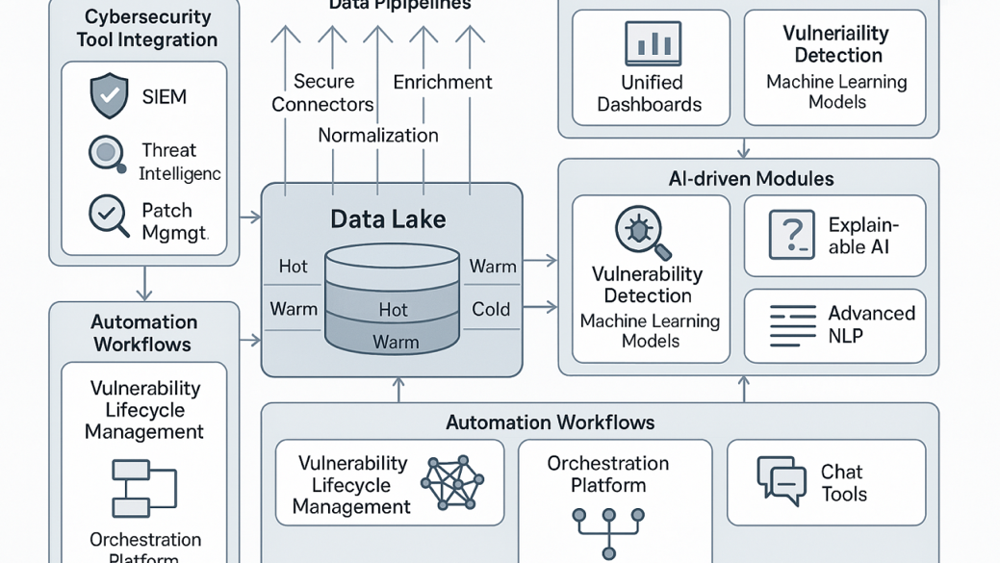 Cybersecurity
Tool Integration
SIEM
Threat
Intelligenc
Patch
Mgmgt.
Data Pipipelines
Secure
Connectors
Enrichment
Normalization
Unified
Dashboards
Vulneriaility
Detection
Machine Learning
Models
Data Lake
Hot
Warm
Hot
Warm
Warm
Cold
AI-driven Modules
Vulnerability
Detection
Machine Learning
Models
Explain-
able AI
Advanced
NLP
Automation
Workflows
Vulnerability
Lifecycle
Management
Orchestration
Platform
Automation Workflows
Vulnerability
Lifecycle
Management
Orchestration
Platform
Chat
Tools